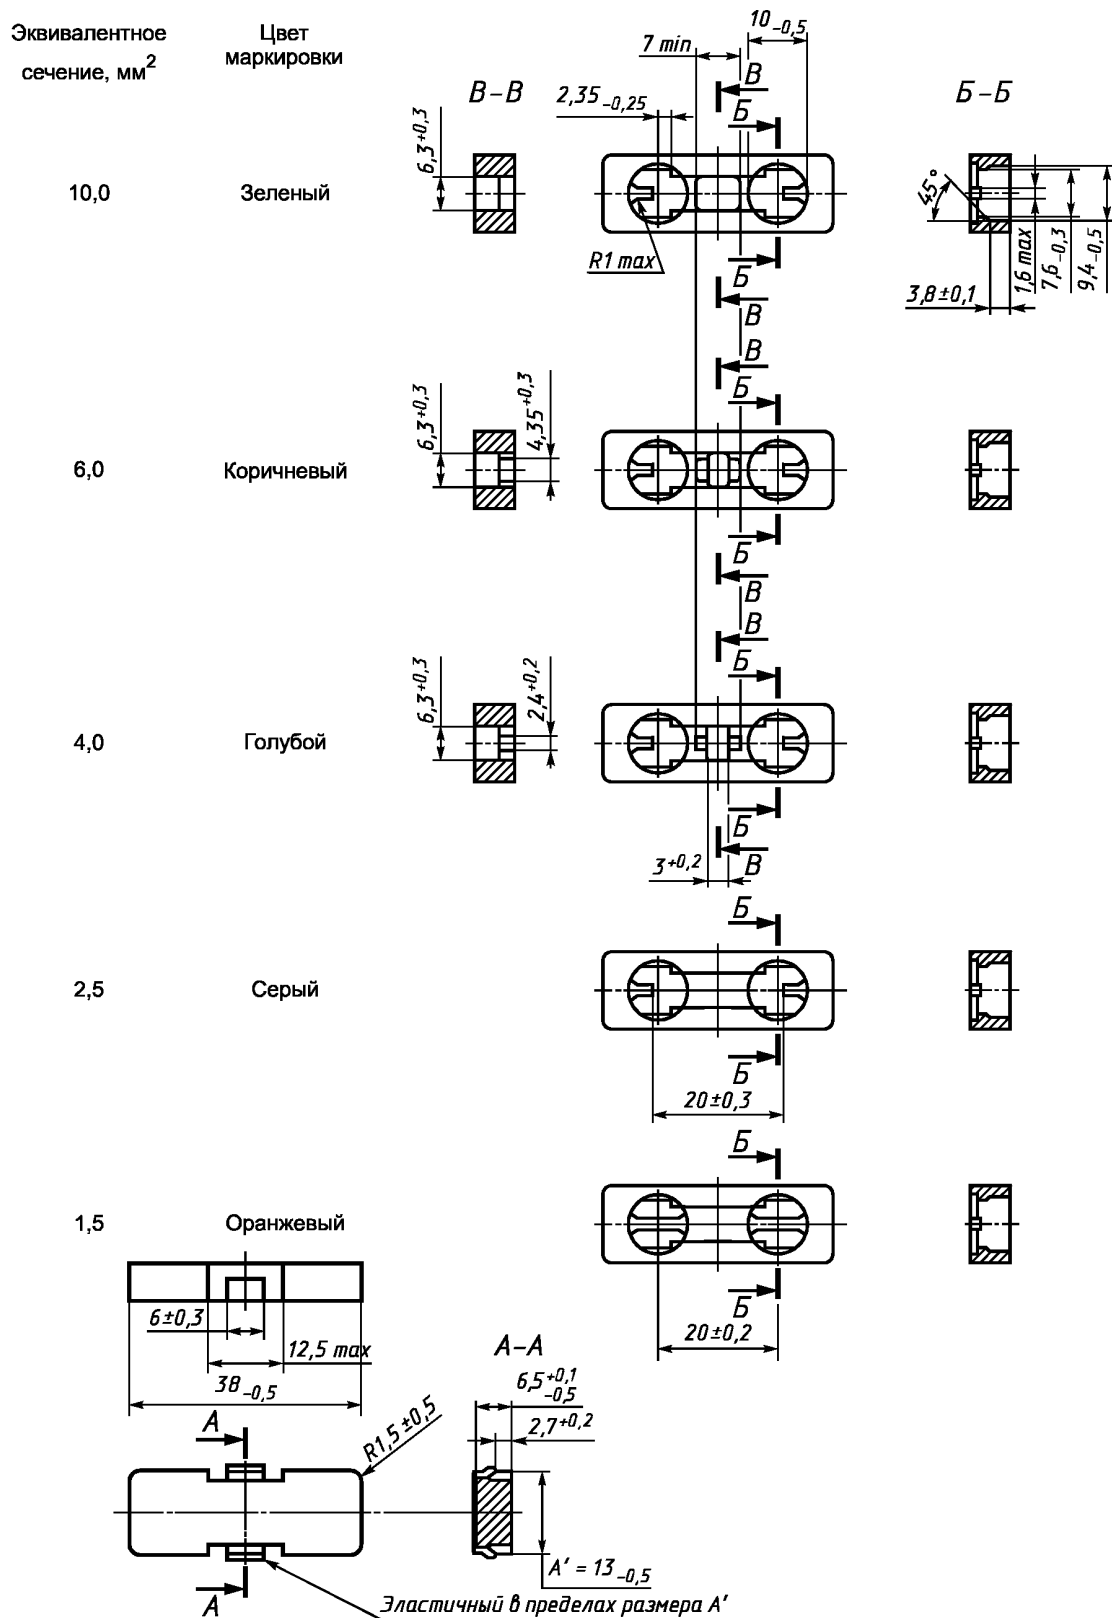 Эквивалентное сечение, мм²
Цвет маркировки
10₋₀,₅
7 min
В
В–В
2,35₋₀,₂₅
Б
Б–Б
6,3⁺⁰,³
10,0
Зеленый
45°
R1 max
Б
1,6 max
7,6₋₀,₃
9,4₋₀,₅
3,8±0,1
В
В
6,3⁺⁰,³
4,35⁺⁰,³
Б
6,0
Коричневый
Б
В
В
6,3⁺⁰,³
2,4⁺⁰,²
Б
4,0
Голубой
Б
3⁺⁰,²
В
Б
2,5
Серый
Б
20±0,3
Б
1,5
Оранжевый
Б
6±0,3
20±0,2
12,5 max
А–А
38₋₀,₅
6,5⁺⁰,¹₋₀,₅
А
R1,5±0,5
2,7⁺⁰,²
А' = 13₋₀,₅
А
Эластичный в пределах размера А'